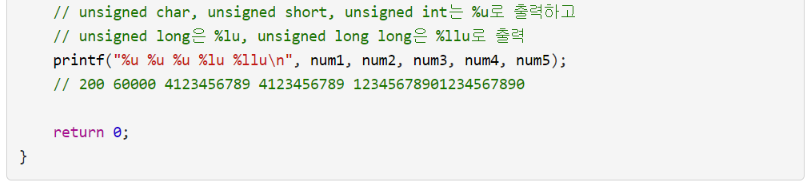 // unsigned char, unsigned short, unsigned int는 %u로 출력하고
// unsigned long은 %lu, unsigned long long은 %llu로 출력
printf("%u %u %u %lu %llu\n", num1, num2, num3, num4, num5);
// 200 60000 4123456789 4123456789 12345678901234567890
return 0;
}